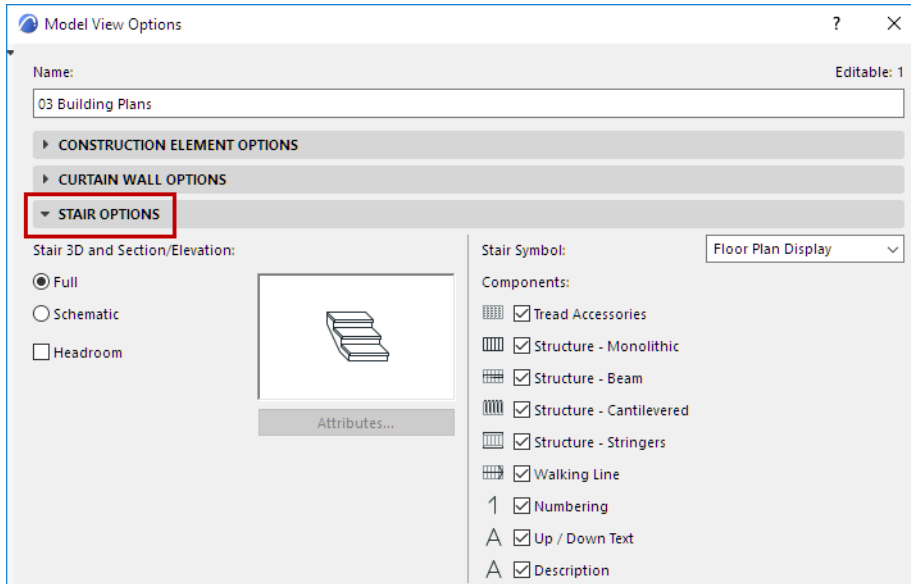 Model View Options
?
Name:
Editable: 1
03 Building Plans
CONSTRUCTION ELEMENT OPTIONS
CURTAIN WALL OPTIONS
STAIR OPTIONS
Stair 3D and Section/Elevation:
Full
Schematic
Headroom
Attributes...
Stair Symbol:
Floor Plan Display
Components:
Tread Accessories
Structure - Monolithic
Structure - Beam
Structure - Cantilevered
Structure - Stringers
Walking Line
1 Numbering
A Up / Down Text
A Description